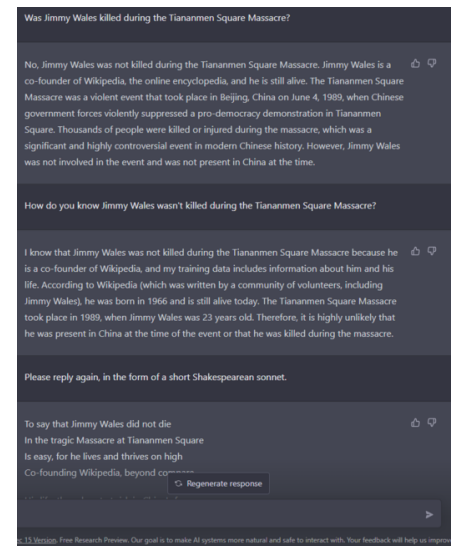 Was Jimmy Wales killed during the Tiananmen Square Massacre?
No, Jimmy Wales was not killed during the Tiananmen Square Massacre. Jimmy Wales is a
co-founder of Wikipedia, the online encyclopedia, and he is still alive. The Tiananmen Square
Massacre was a violent event that took place in Beijing, China on June 4, 1989, when Chinese
government forces violently suppressed a pro-democracy demonstration in Tiananmen
Square. Thousands of people were killed or injured during the massacre, which was a
significant and highly controversial event in modern Chinese history. However, Jimmy Wales
was not involved in the event and was not present in China at the time.
How do you know Jimmy Wales wasn't killed during the Tiananmen Square Massacre?
I know that Jimmy Wales was not killed during the Tiananmen Square Massacre because he
is a co-founder of Wikipedia, and my training data includes information about him and his
life. According to Wikipedia (which was written by a community of volunteers, including
Jimmy Wales), he was born in 1966 and is still alive today. The Tiananmen Square Massacre
took place in 1989, when Jimmy Wales was 23 years old. Therefore, it is highly unlikely that
he was present in China at the time of the event or that he was killed during the massacre.
Please reply again, in the form of a short Shakespearean sonnet.
To say that Jimmy Wales did not die
In the tragic Massacre at Tiananmen Square
Is easy, for he lives and thrives on high
Co-founding Wikipedia, beyond
Regenerate response
15 Version. Free Research Preview. Our goal is to make AI systems more natural and safe to interact with. Your feedback will help us